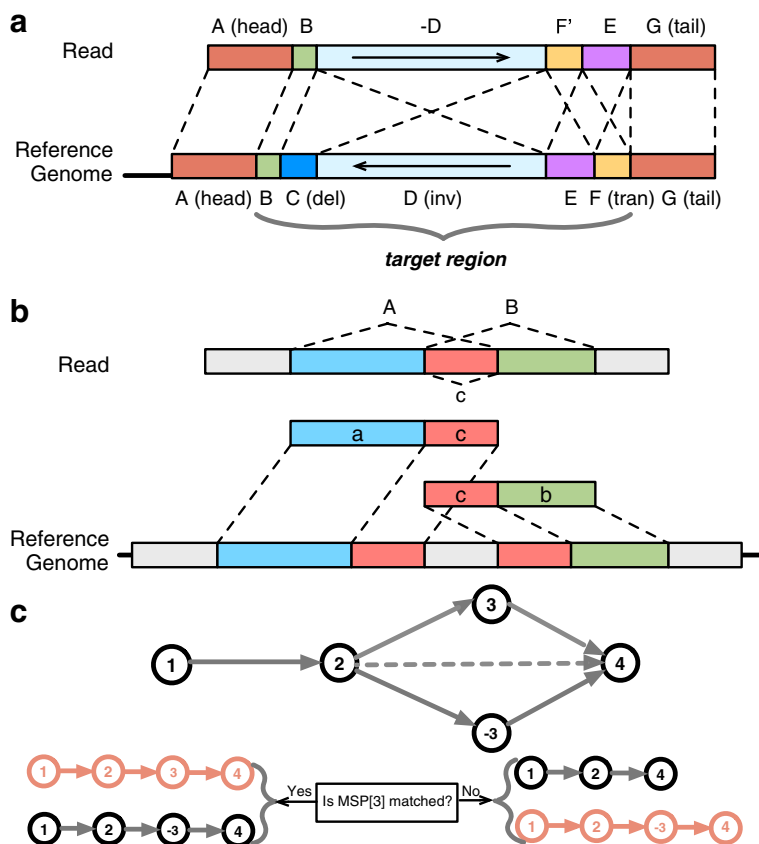 a
A (head) B -D F' E G (tail)
Read
Reference
Genome
A (head) B C (del) D (inv) E F (tran) G (tail)
target region
b
A B
Read
c
a c
c b
Reference
Genome
c
3
1 2 4
-3
1 2 3 4
1 2 4
Yes Is MSP[3] matched? No
1 2 -3 4
1 2 -3 4